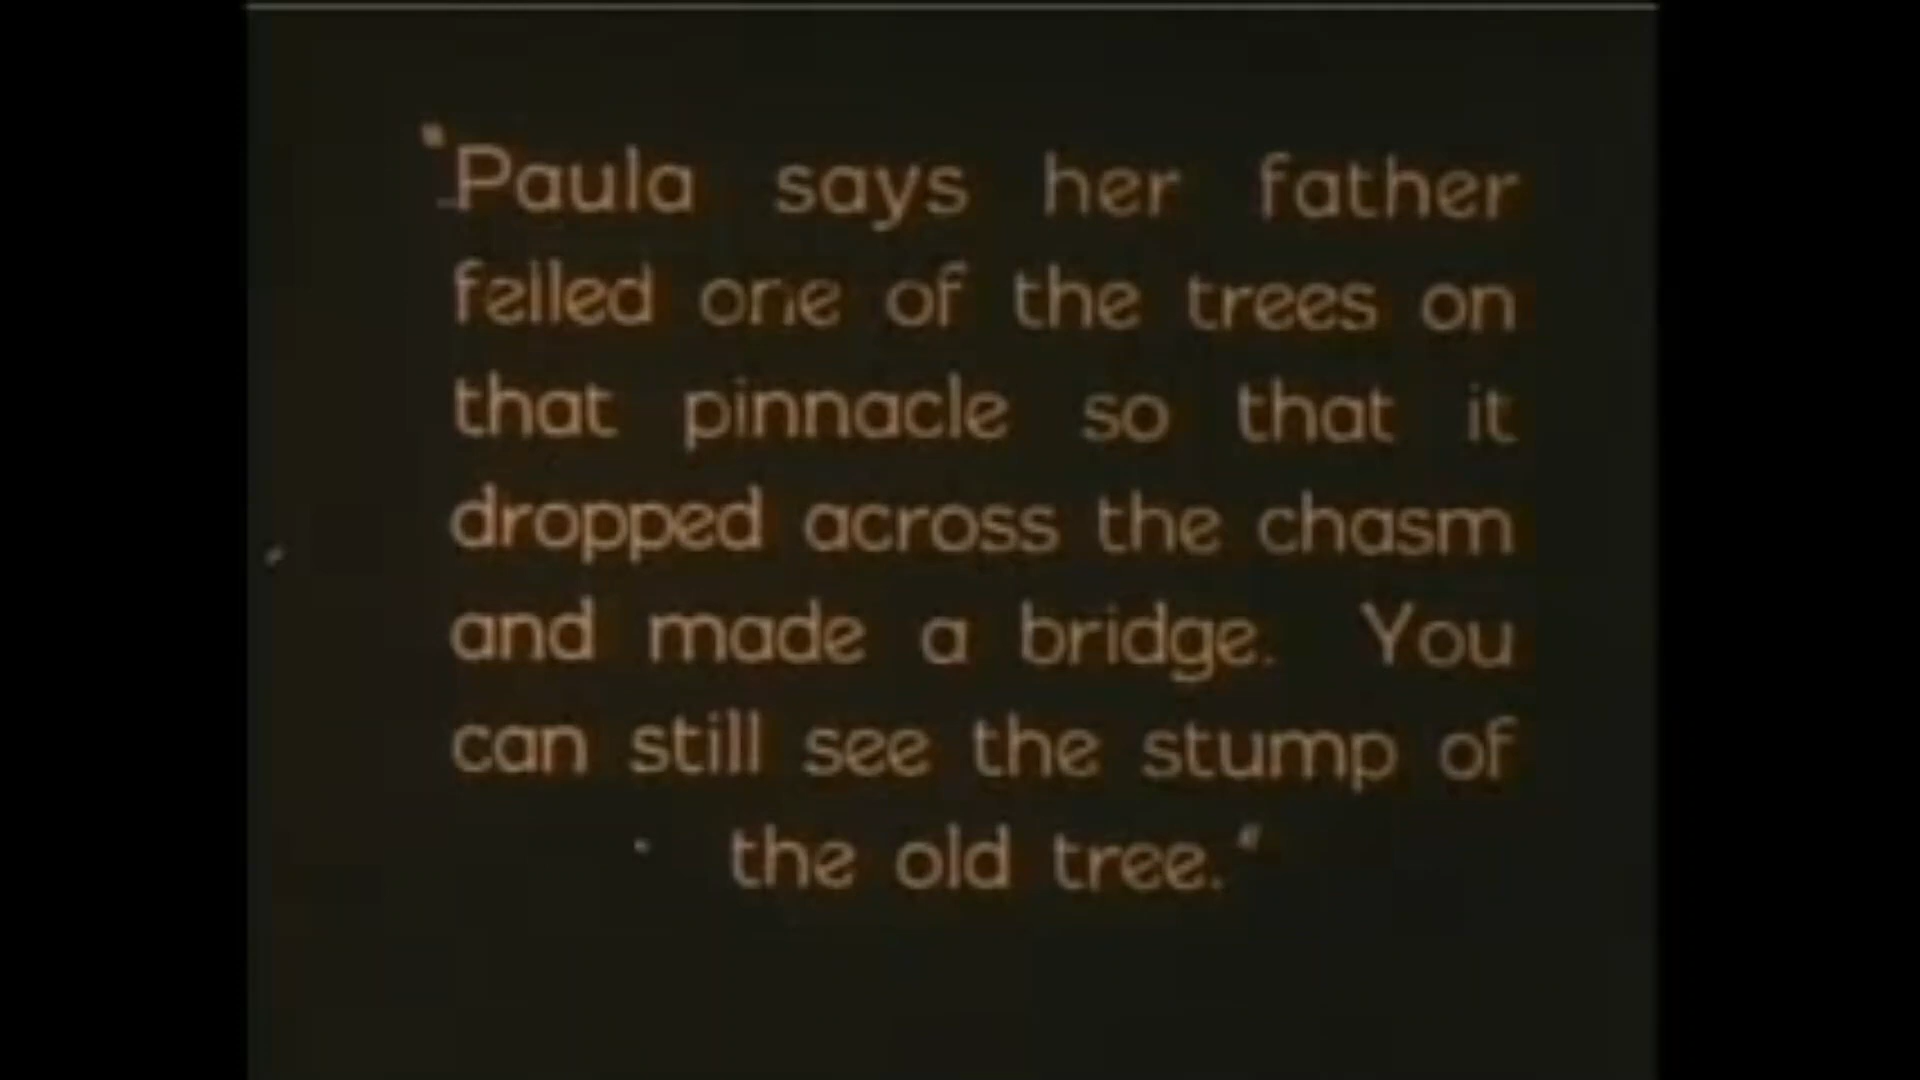 "Paula says her father
felled one of the trees on
that pinnacle so that it
dropped across the chasm
and made a bridge. You
can still see the stump of
the old tree."